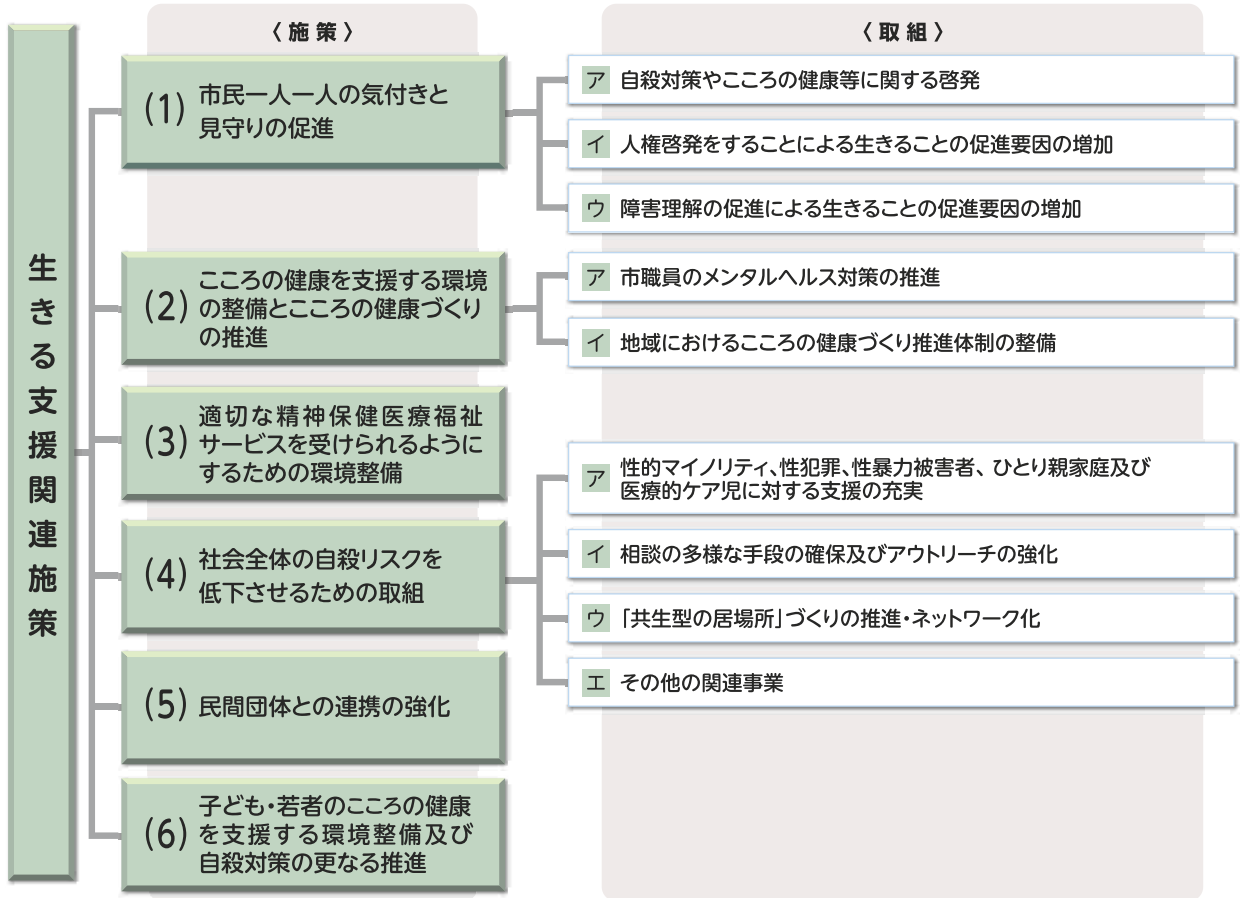 生きる支援関連施策
〈 施 策 〉
(1) 市民一人一人の気付きと
見守りの促進
(2) こころの健康を支援する環境
の整備とこころの健康づくり
の推進
(3) 適切な精神保健医療福祉
サービスを受けられるように
するための環境整備
(4) 社会全体の自殺リスクを
低下させるための取組
(5) 民間団体との連携の強化
(6) 子ども・若者のこころの健康
を支援する環境整備及び
自殺対策の更なる推進
〈 取 組 〉
ア 自殺対策やこころの健康等に関する啓発
イ 人権啓発をすることによる生きることの促進要因の増加
ウ 障害理解の促進による生きることの促進要因の増加
ア 市職員のメンタルヘルス対策の推進
イ 地域におけるこころの健康づくり推進体制の整備
ア 性的マイノリティ、性犯罪、性暴力被害者、ひとり親家庭及び
医療的ケア児に対する支援の充実
イ 相談の多様な手段の確保及びアウトリーチの強化
ウ 「共生型の居場所」づくりの推進・ネットワーク化
エ その他の関連事業